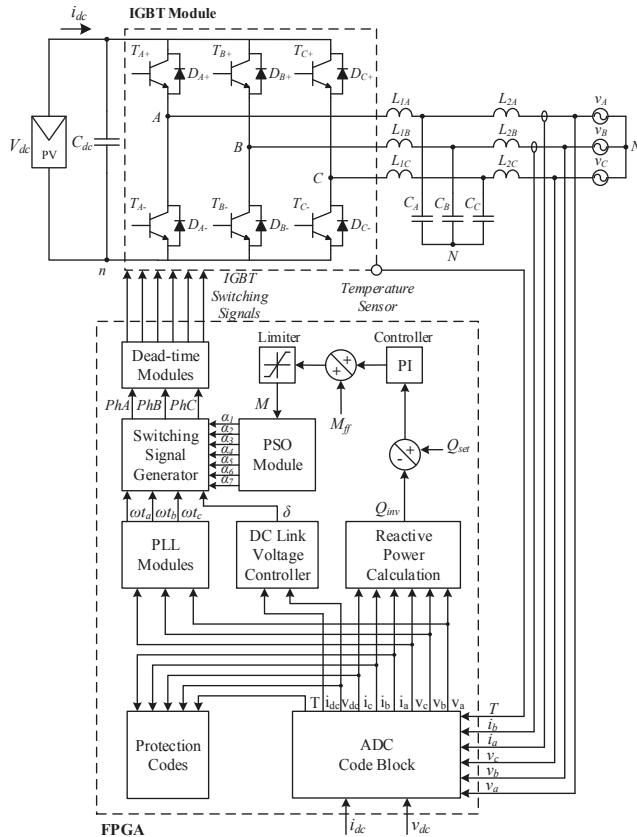 IGBT Module
i_dc
T_A+ T_B+ T_C+
D_A+ D_B+ D_C+
L_1A L_2A v_A
A
L_1B L_2B v_B
V_dc PV C_dc B N
L_1C L_2C v_C
C
T_A- T_B- T_C-
C_A C_B C_C
D_A- D_B- D_C-
N
n
IGBT
Switching
Signals
Temperature
Sensor
Limiter
Controller
Dead-time
Modules
PI
PhA PhB PhC
M
M_ff
Switching
Signal
Generator
α_1
α_2
α_3
α_4
α_5
α_6
α_7
PSO
Module
Q_set
ωt_a ωt_b ωt_c
δ
Q_inv
PLL
Modules
DC Link
Voltage
Controller
Reactive
Power
Calculation
T i_dc v_dc i_c i_b i_a v_c v_b v_a
Protection
Codes
ADC
Code Block
T
i_b
i_a
v_c
v_b
v_a
FPGA
i_dc v_dc